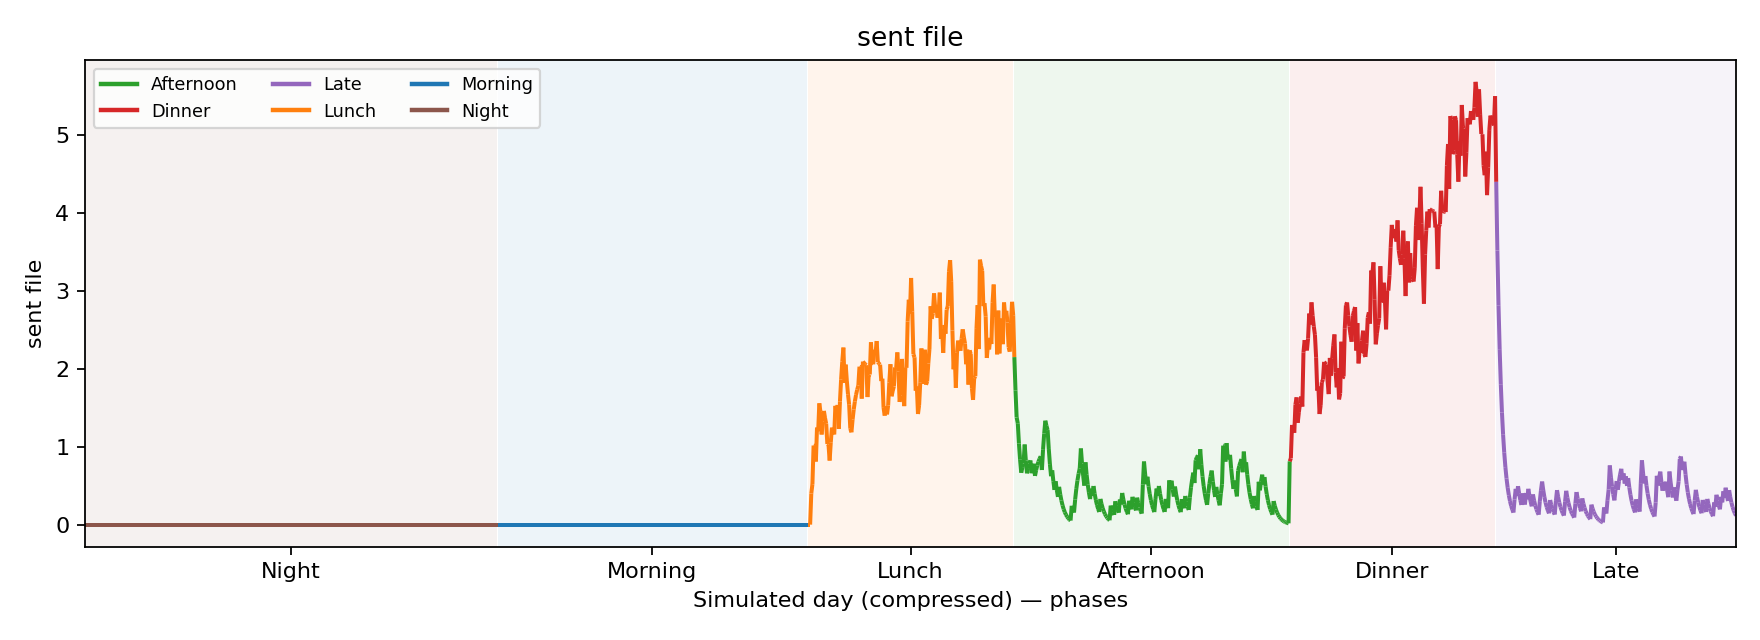 sent file
Afternoon Late Morning
Dinner Lunch Night
sent file
5
4
3
2
1
0
Night Morning Lunch Afternoon Dinner Late
Simulated day (compressed) — phases